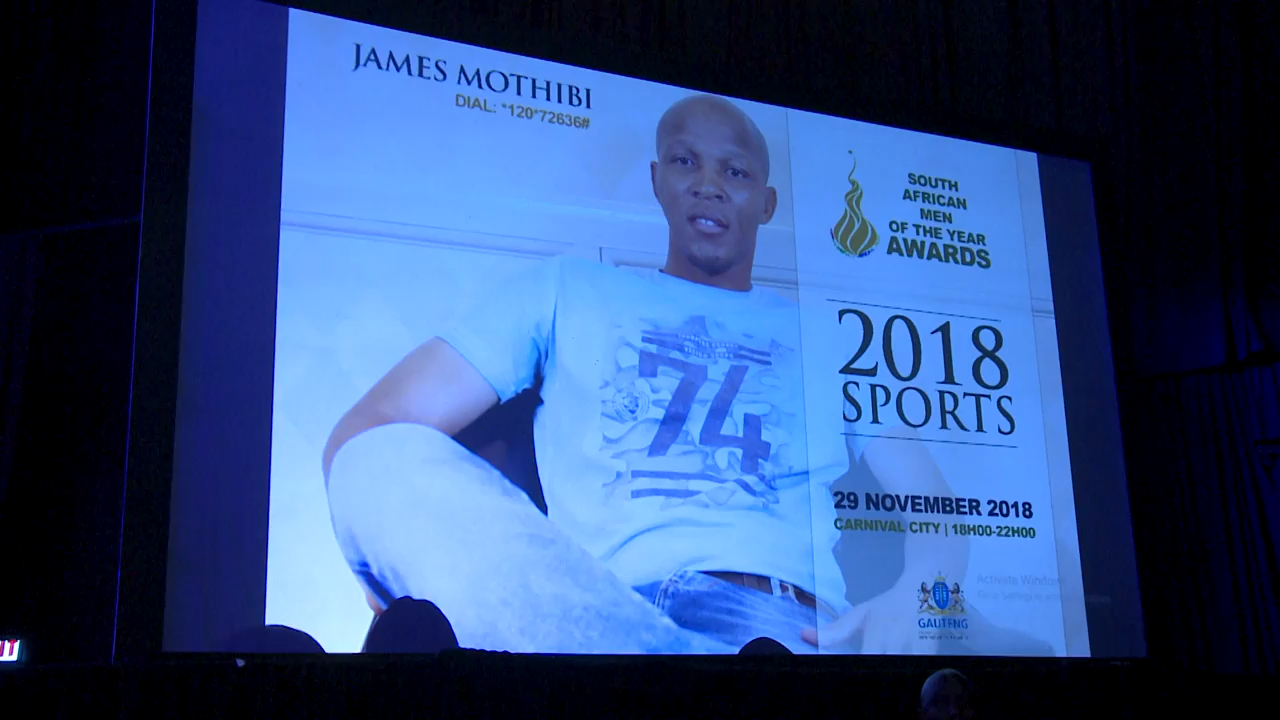 JAMES MOTHIBI
DIAL: *120*72636#
SOUTH
AFRICAN
MEN
OF THE YEAR
AWARDS
74
2018
SPORTS
29 NOVEMBER 2018
CARNIVAL CITY | 18H00-22H00
Activate Windows
GAUTENG